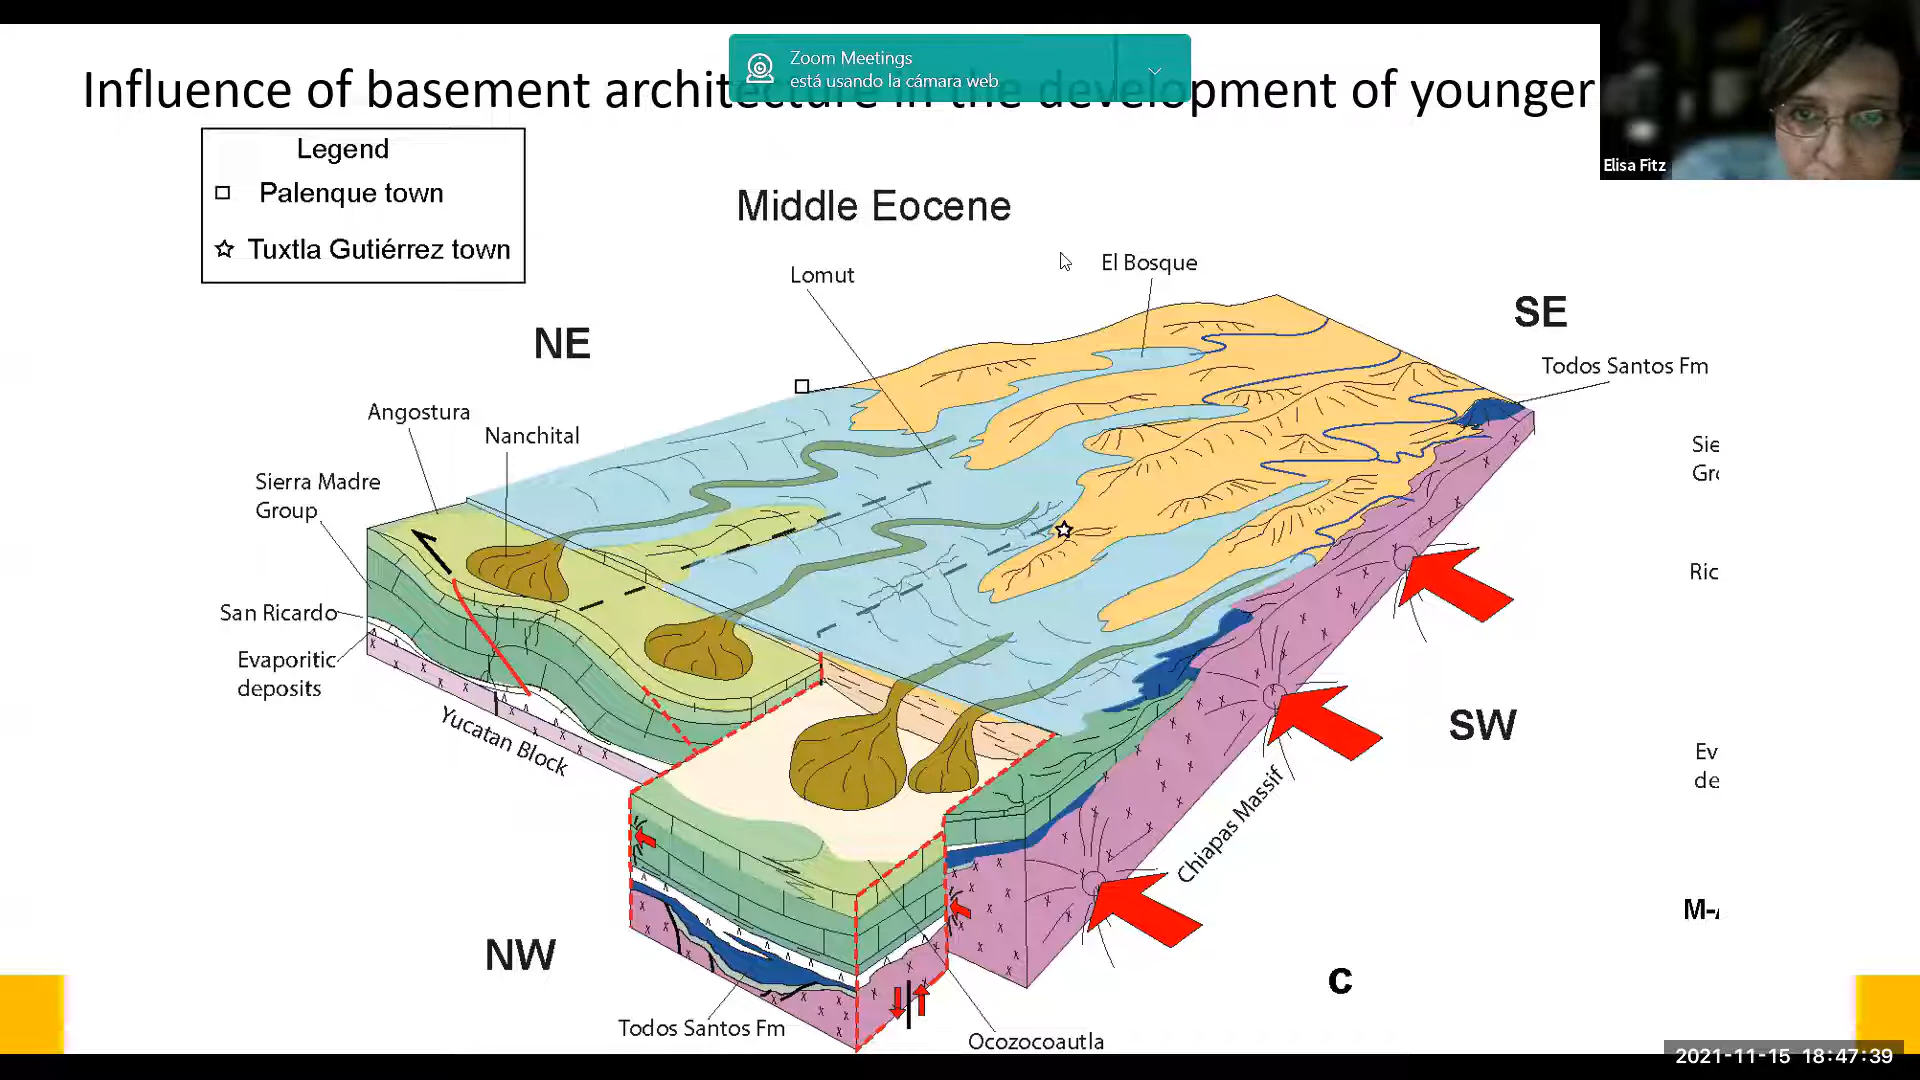 Zoom Meetings
está usando la cámara web
Influence of basement architecture in the development of younger
Elisa Fitz
Legend
Palenque town
Tuxtla Gutiérrez town
Middle Eocene
Lomut
El Bosque
NE
SE
Todos Santos Fm
Angostura
Nanchital
Sierra Madre
Group
Sie
Gr
San Ricardo
Ric
Evaporitic
deposits
Yucatan Block
SW
Ev
de
Chiapas Massif
M-
NW
C
Todos Santos Fm
Ocozocoautla
2021-11-15 18:47:39